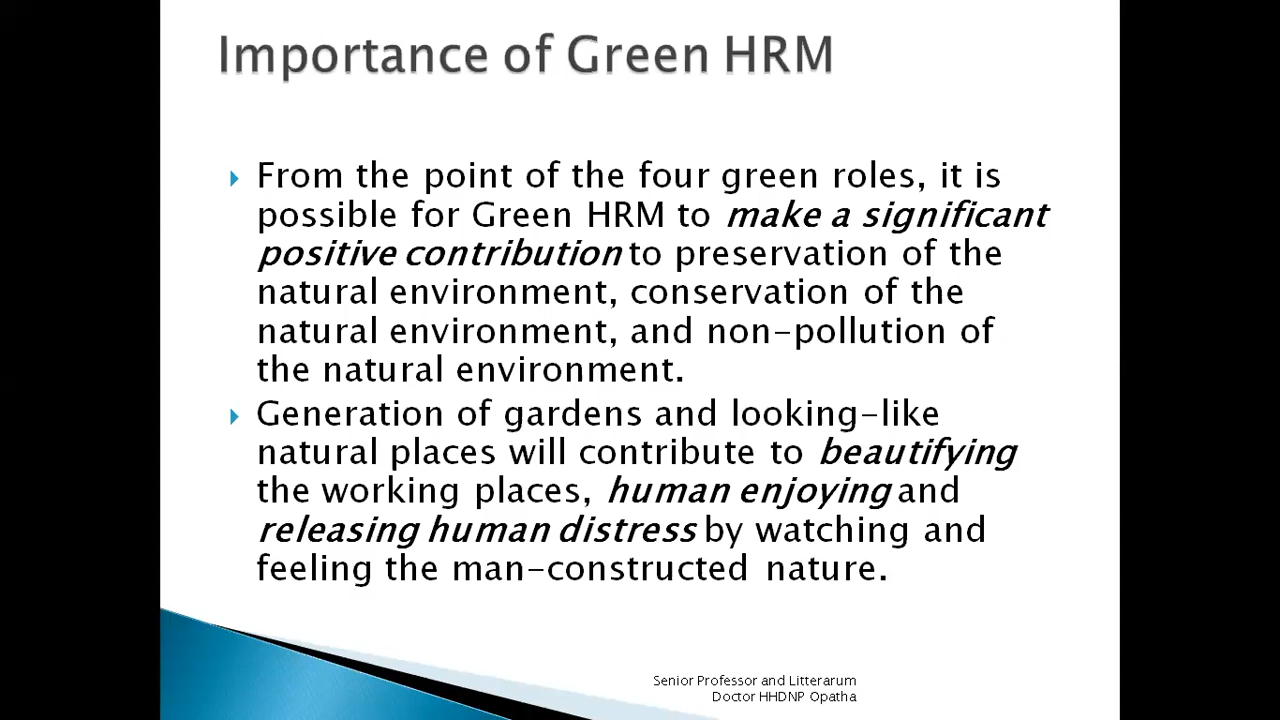 Importance of Green HRM
From the point of the four green roles, it is
possible for Green HRM to make a significant
positive contribution to preservation of the
natural environment, conservation of the
natural environment, and non-pollution of
the natural environment.
Generation of gardens and looking-like
natural places will contribute to beautifying
the working places, human enjoying and
releasing human distress by watching and
feeling the man-constructed nature.
Senior Professor and Litterarum
Doctor HHDNP Opatha